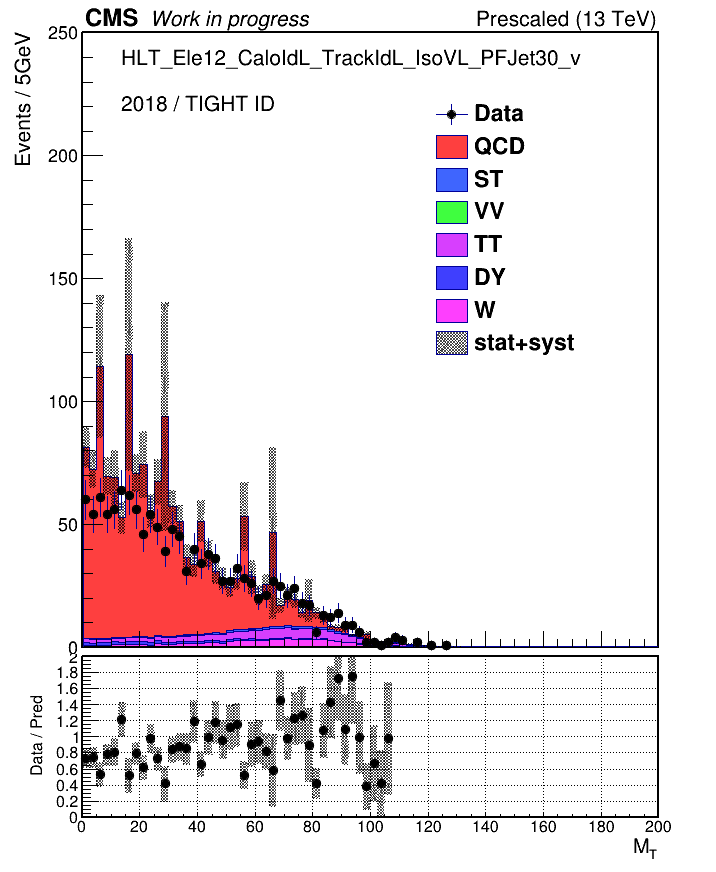 CMS Work in progress Prescaled (13 TeV)
Events / 5GeV
250
200
150
100
50
0
HLT_Ele12_CaloIdL_TrackIdL_IsoVL_PFJet30_v
2018 / TIGHT ID
Data
QCD
ST
VV
TT
DY
W
stat+syst
Data / Pred
2
1.8
1.6
1.4
1.2
1
0.8
0.6
0.4
0.2
0
0 20 40 60 80 100 120 140 160 180 200
M_T